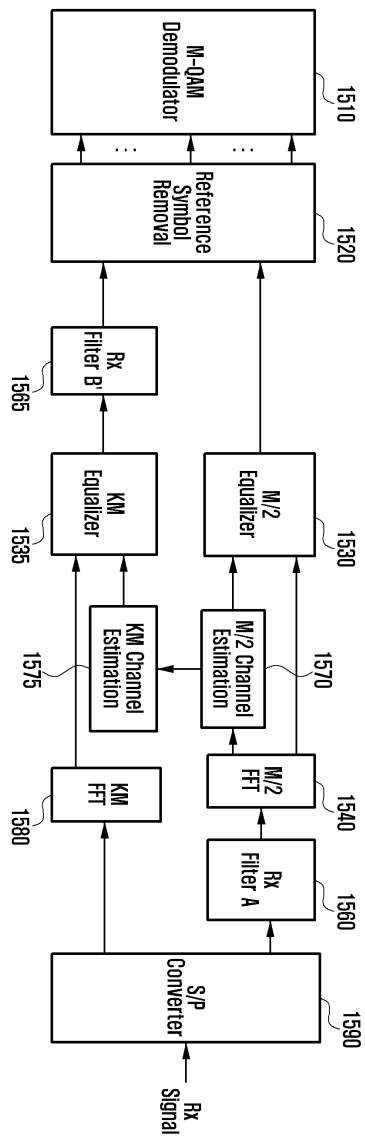 1510
M-QAM
Demodulator
1520
Reference
Symbol
Removal
Rx
Filter B'
1565
1530
M/2
Equalizer
KM
Equalizer
1535
1570
M/2 Channel
Estimation
KM Channel
Estimation
1575
1540
M/2
FFT
KM
FFT
1580
1560
Rx
Filter A
1590
S/P
Converter
Rx
Signal